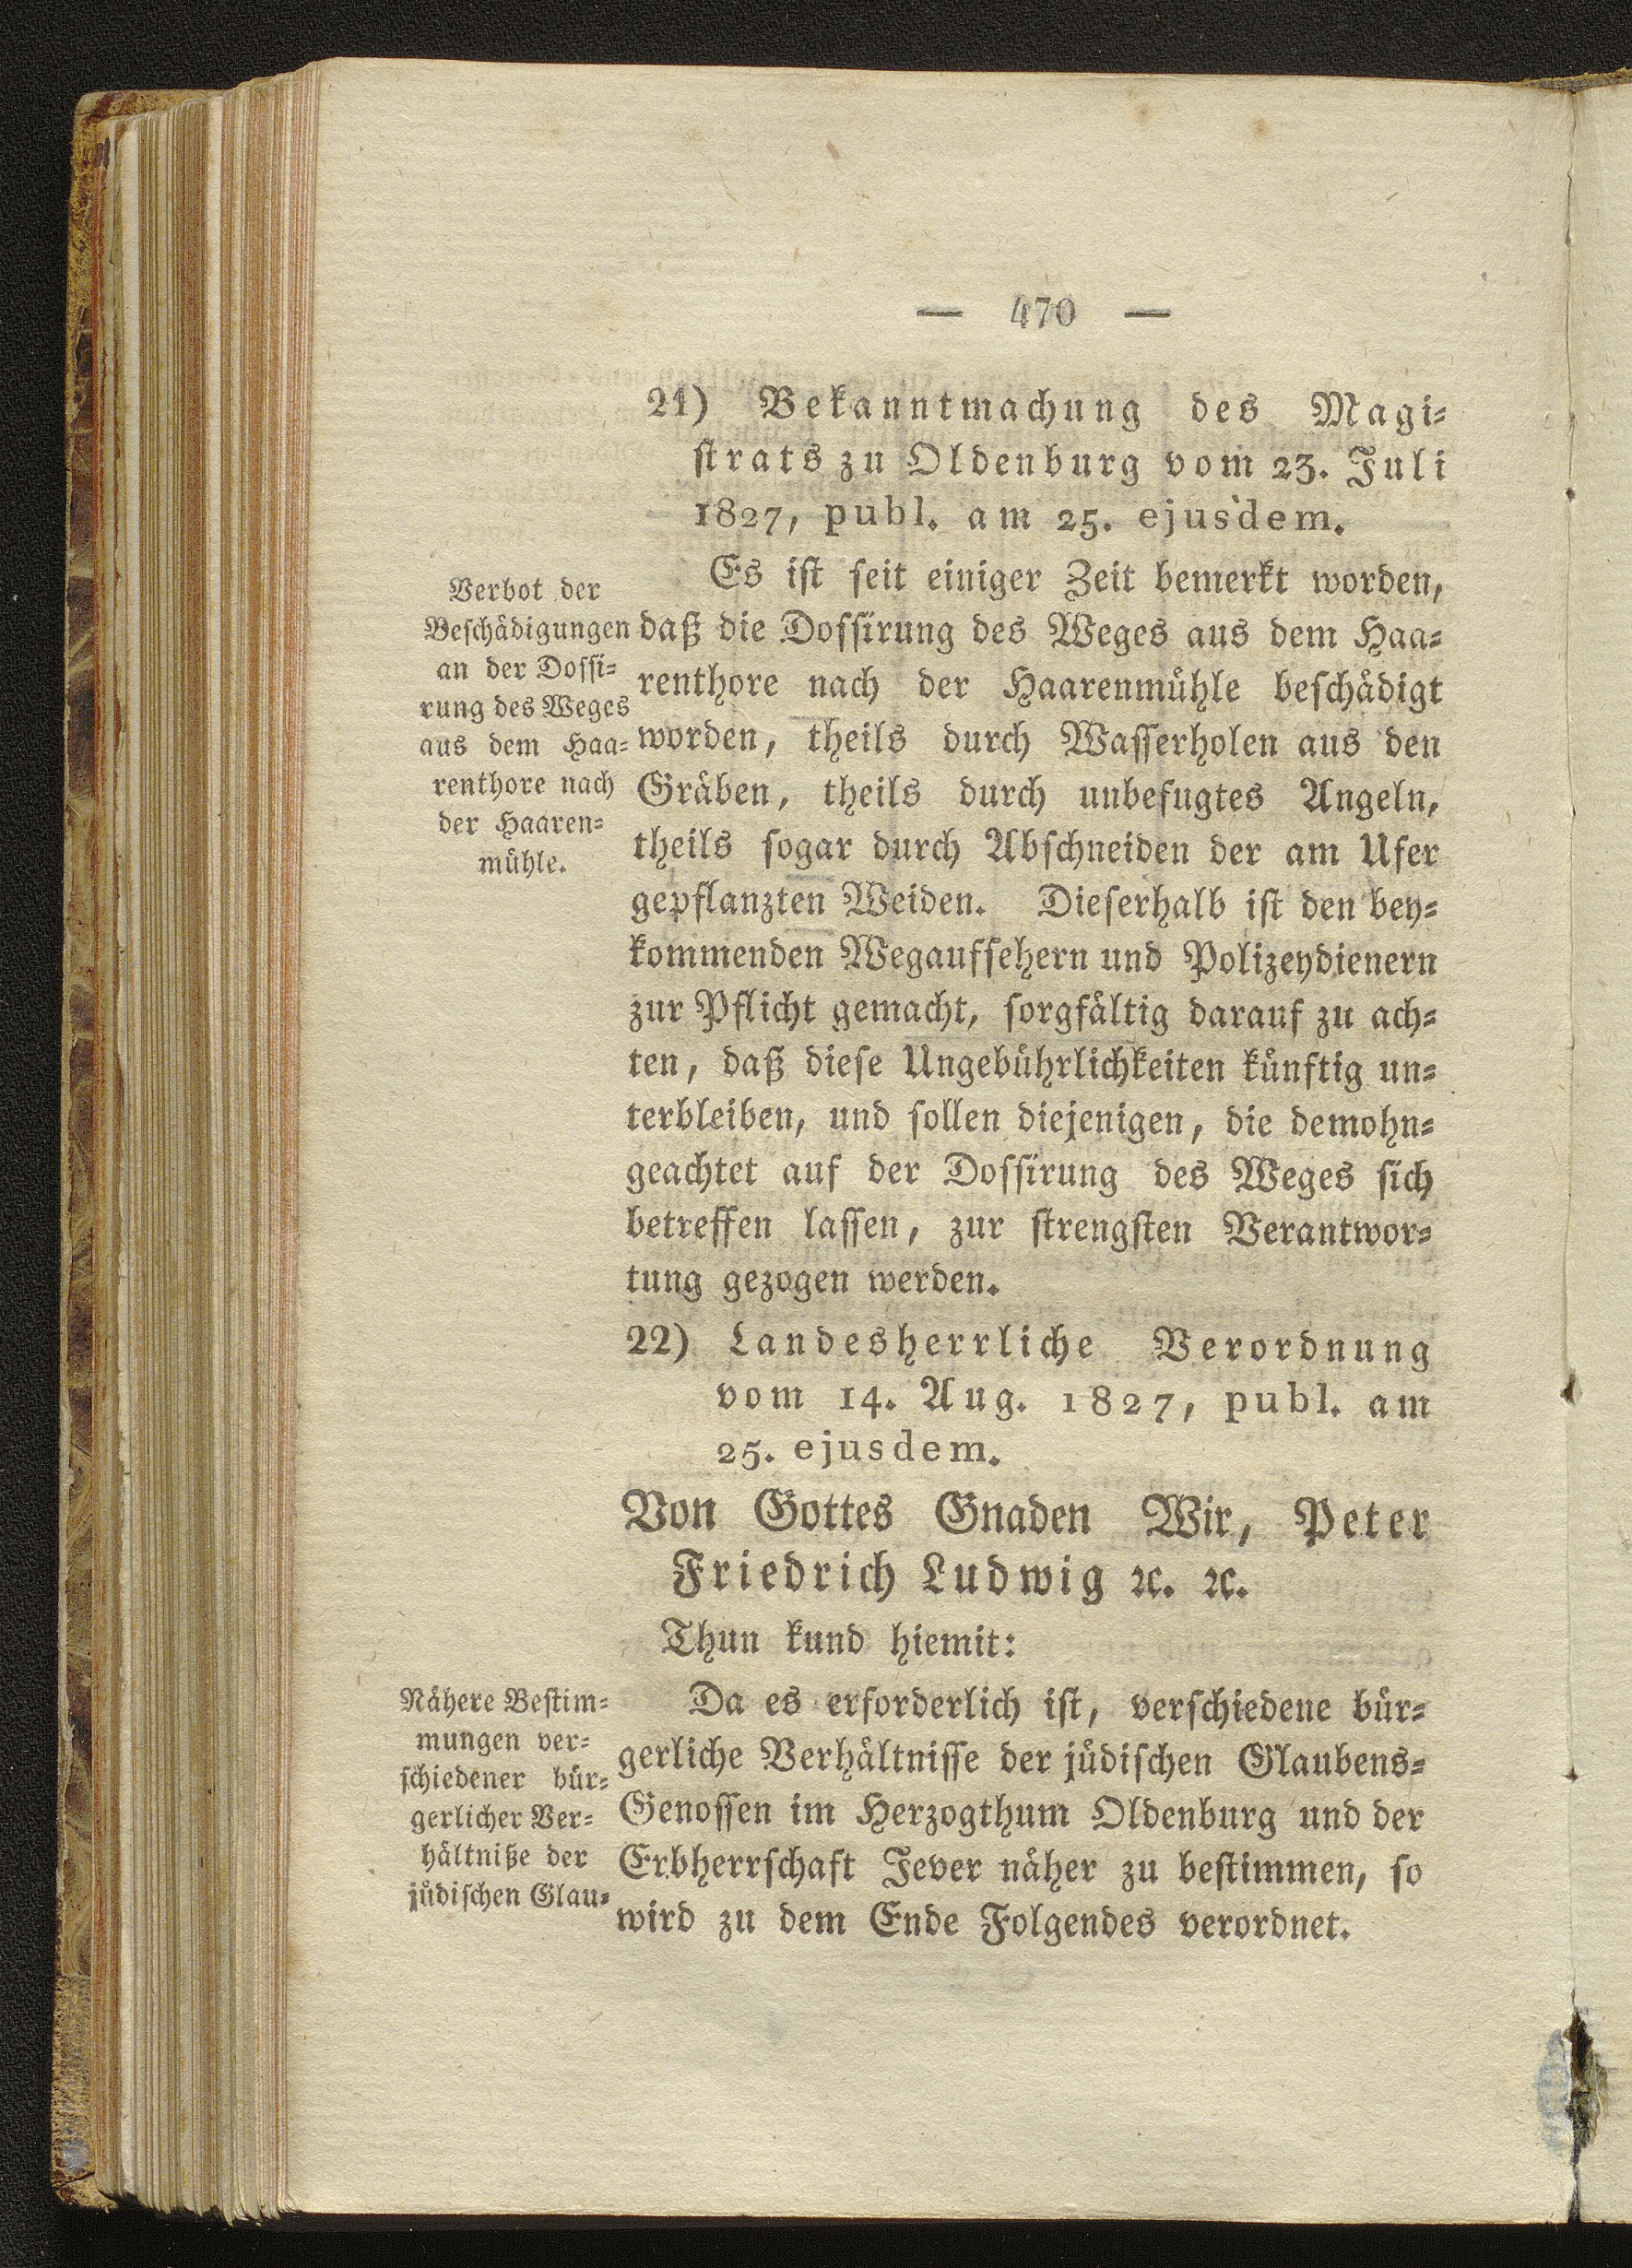 — 470 —
21) Bekanntmachung des Magi=
strats zu Oldenburg vom 23. Juli
1827, publ. am 25. ejusdem.
Verbot der
Beschädigungen
an der Dossi=
rung des Weges
aus dem Haa=
renthore nach
der Haaren=
mühle.
Es ist seit einiger Zeit bemerkt worden,
daß die Dossirung des Weges aus dem Haa=
renthore nach der Haarenmühle beschädigt
worden, theils durch Wasserholen aus den
Gräben, theils durch unbefugtes Angeln,
theils sogar durch Abschneiden der am Ufer
gepflanzten Weiden. Dieserhalb ist den bey=
kommenden Wegaufsehern und Polizeydienern
zur Pflicht gemacht, sorgfältig darauf zu ach=
ten, daß diese Ungebührlichkeiten künftig un=
terbleiben, und sollen diejenigen, die demohn=
geachtet auf der Dossirung des Weges sich
betreffen lassen, zur strengsten Verantwor=
tung gezogen werden.
22) Landesherrliche Verordnung
vom 14. Aug. 1827, publ. am
25. ejusdem.
Von Gottes Gnaden Wir, Peter
Friedrich Ludwig ꝛc. ꝛc.
Thun kund hiemit:
Nähere Bestim=
mungen ver=
schiedener bür=
gerlicher Ver=
hältniße der
jüdischen Glau=
Da es erforderlich ist, verschiedene bür=
gerliche Verhältnisse der jüdischen Glaubens=
Genossen im Herzogthum Oldenburg und der
Erbherrschaft Jever näher zu bestimmen, so
wird zu dem Ende Folgendes verordnet.